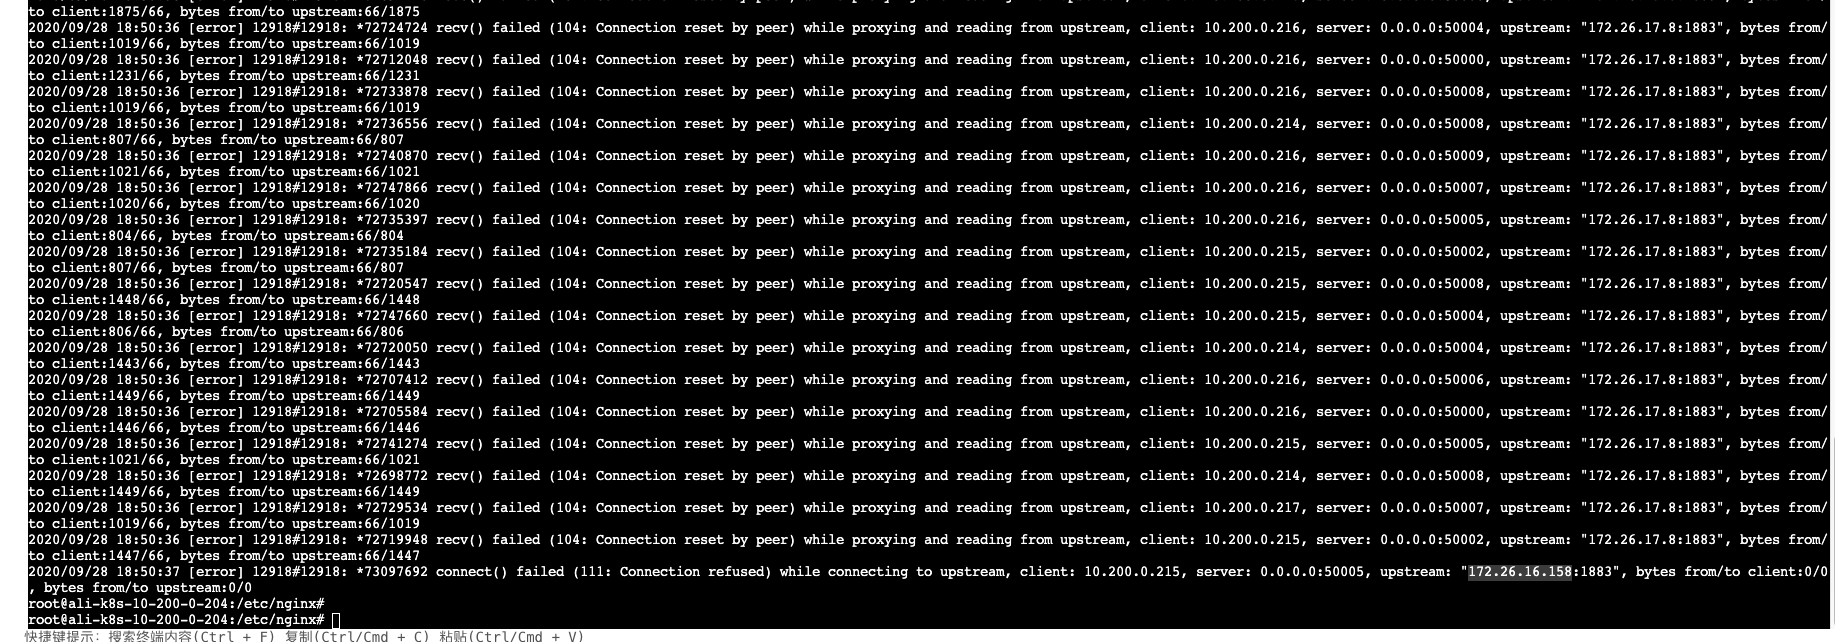 to client:1875/66, bytes from/to upstream:66/1875
2020/09/28 18:50:36 [error] 12918#12918: *72724724 recv() failed (104: Connection reset by peer) while proxying and reading from upstream, client: 10.200.0.216, server: 0.0.0.0:50004, upstream: "172.26.17.8:1883", bytes from/
to client:1019/66, bytes from/to upstream:66/1019
2020/09/28 18:50:36 [error] 12918#12918: *72712048 recv() failed (104: Connection reset by peer) while proxying and reading from upstream, client: 10.200.0.216, server: 0.0.0.0:50000, upstream: "172.26.17.8:1883", bytes from/
to client:1231/66, bytes from/to upstream:66/1231
2020/09/28 18:50:36 [error] 12918#12918: *72733878 recv() failed (104: Connection reset by peer) while proxying and reading from upstream, client: 10.200.0.216, server: 0.0.0.0:50008, upstream: "172.26.17.8:1883", bytes from/
to client:1019/66, bytes from/to upstream:66/1019
2020/09/28 18:50:36 [error] 12918#12918: *72736556 recv() failed (104: Connection reset by peer) while proxying and reading from upstream, client: 10.200.0.214, server: 0.0.0.0:50008, upstream: "172.26.17.8:1883", bytes from/
to client:807/66, bytes from/to upstream:66/807
2020/09/28 18:50:36 [error] 12918#12918: *72740870 recv() failed (104: Connection reset by peer) while proxying and reading from upstream, client: 10.200.0.216, server: 0.0.0.0:50009, upstream: "172.26.17.8:1883", bytes from/
to client:1021/66, bytes from/to upstream:66/1021
2020/09/28 18:50:36 [error] 12918#12918: *72747866 recv() failed (104: Connection reset by peer) while proxying and reading from upstream, client: 10.200.0.216, server: 0.0.0.0:50007, upstream: "172.26.17.8:1883", bytes from/
to client:1020/66, bytes from/to upstream:66/1020
2020/09/28 18:50:36 [error] 12918#12918: *72735397 recv() failed (104: Connection reset by peer) while proxying and reading from upstream, client: 10.200.0.216, server: 0.0.0.0:50005, upstream: "172.26.17.8:1883", bytes from/
to client:804/66, bytes from/to upstream:66/804
2020/09/28 18:50:36 [error] 12918#12918: *72735184 recv() failed (104: Connection reset by peer) while proxying and reading from upstream, client: 10.200.0.215, server: 0.0.0.0:50002, upstream: "172.26.17.8:1883", bytes from/
to client:807/66, bytes from/to upstream:66/807
2020/09/28 18:50:36 [error] 12918#12918: *72720547 recv() failed (104: Connection reset by peer) while proxying and reading from upstream, client: 10.200.0.215, server: 0.0.0.0:50008, upstream: "172.26.17.8:1883", bytes from/
to client:1448/66, bytes from/to upstream:66/1448
2020/09/28 18:50:36 [error] 12918#12918: *72747660 recv() failed (104: Connection reset by peer) while proxying and reading from upstream, client: 10.200.0.215, server: 0.0.0.0:50004, upstream: "172.26.17.8:1883", bytes from/
to client:806/66, bytes from/to upstream:66/806
2020/09/28 18:50:36 [error] 12918#12918: *72720050 recv() failed (104: Connection reset by peer) while proxying and reading from upstream, client: 10.200.0.214, server: 0.0.0.0:50004, upstream: "172.26.17.8:1883", bytes from/
to client:1443/66, bytes from/to upstream:66/1443
2020/09/28 18:50:36 [error] 12918#12918: *72707412 recv() failed (104: Connection reset by peer) while proxying and reading from upstream, client: 10.200.0.216, server: 0.0.0.0:50006, upstream: "172.26.17.8:1883", bytes from/
to client:1449/66, bytes from/to upstream:66/1449
2020/09/28 18:50:36 [error] 12918#12918: *72705584 recv() failed (104: Connection reset by peer) while proxying and reading from upstream, client: 10.200.0.216, server: 0.0.0.0:50000, upstream: "172.26.17.8:1883", bytes from/
to client:1446/66, bytes from/to upstream:66/1446
2020/09/28 18:50:36 [error] 12918#12918: *72741274 recv() failed (104: Connection reset by peer) while proxying and reading from upstream, client: 10.200.0.215, server: 0.0.0.0:50005, upstream: "172.26.17.8:1883", bytes from/
to client:1021/66, bytes from/to upstream:66/1021
2020/09/28 18:50:36 [error] 12918#12918: *72698772 recv() failed (104: Connection reset by peer) while proxying and reading from upstream, client: 10.200.0.214, server: 0.0.0.0:50008, upstream: "172.26.17.8:1883", bytes from/
to client:1449/66, bytes from/to upstream:66/1449
2020/09/28 18:50:36 [error] 12918#12918: *72729534 recv() failed (104: Connection reset by peer) while proxying and reading from upstream, client: 10.200.0.217, server: 0.0.0.0:50007, upstream: "172.26.17.8:1883", bytes from/
to client:1019/66, bytes from/to upstream:66/1019
2020/09/28 18:50:36 [error] 12918#12918: *72719948 recv() failed (104: Connection reset by peer) while proxying and reading from upstream, client: 10.200.0.215, server: 0.0.0.0:50002, upstream: "172.26.17.8:1883", bytes from/
to client:1447/66, bytes from/to upstream:66/1447
2020/09/28 18:50:37 [error] 12918#12918: *73097692 connect() failed (111: Connection refused) while connecting to upstream, client: 10.200.0.215, server: 0.0.0.0:50005, upstream: "172.26.16.158:1883", bytes from/to client:0/0
, bytes from/to upstream:0/0
root@ali-k8s-10-200-0-204:/etc/nginx#
root@ali-k8s-10-200-0-204:/etc/nginx#
快捷键提示: 搜索终端内容(Ctrl + F) 复制(Ctrl/Cmd + C) 粘贴(Ctrl/Cmd + V)